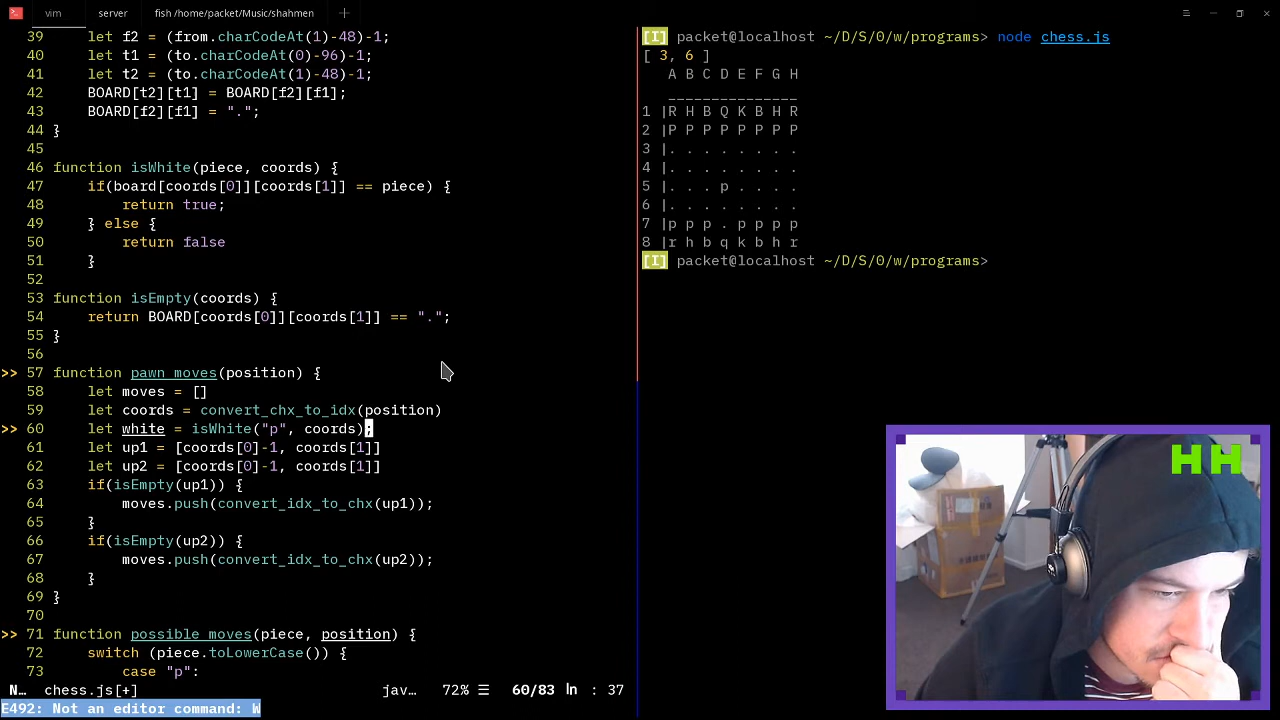 vim server fish /home/packet/Music/shahmen
39 let f2 = (from.charCodeAt(1)-48)-1;
40 let t1 = (to.charCodeAt(0)-96)-1;
41 let t2 = (to.charCodeAt(1)-48)-1;
42 BOARD[t2][t1] = BOARD[f2][f1];
43 BOARD[f2][f1] = ".";
44 }
45
46 function isWhite(piece, coords) {
47 if(board[coords[0]][coords[1]] == piece) {
48 return true;
49 } else {
50 return false
51 }
52
53 function isEmpty(coords) {
54 return BOARD[coords[0]][coords[1]] == ".";
55 }
56
>> 57 function pawn_moves(position) {
58 let moves = []
59 let coords = convert_chx_to_idx(position)
>> 60 let white = isWhite("p", coords);
61 let up1 = [coords[0]-1, coords[1]]
62 let up2 = [coords[0]-1, coords[1]]
63 if(isEmpty(up1)) {
64 moves.push(convert_idx_to_chx(up1));
65 }
66 if(isEmpty(up2)) {
67 moves.push(convert_idx_to_chx(up2));
68 }
69 }
70
>> 71 function possible_moves(piece, position) {
72 switch (piece.toLowerCase()) {
73 case "p":
N… chess.js[+] jav… 72% ☰ 60/83 ln : 37
E492: Not an editor command: W
[I] packet@localhost ~/D/S/0/w/programs> node chess.js
[ 3, 6 ]
A B C D E F G H
_______________
1 |R H B Q K B H R
2 |P P P P P P P P
3 |. . . . . . . .
4 |. . . . . . . .
5 |. . . p . . . .
6 |. . . . . . . .
7 |p p p . p p p p
8 |r h b q k b h r
[I] packet@localhost ~/D/S/0/w/programs>
HH